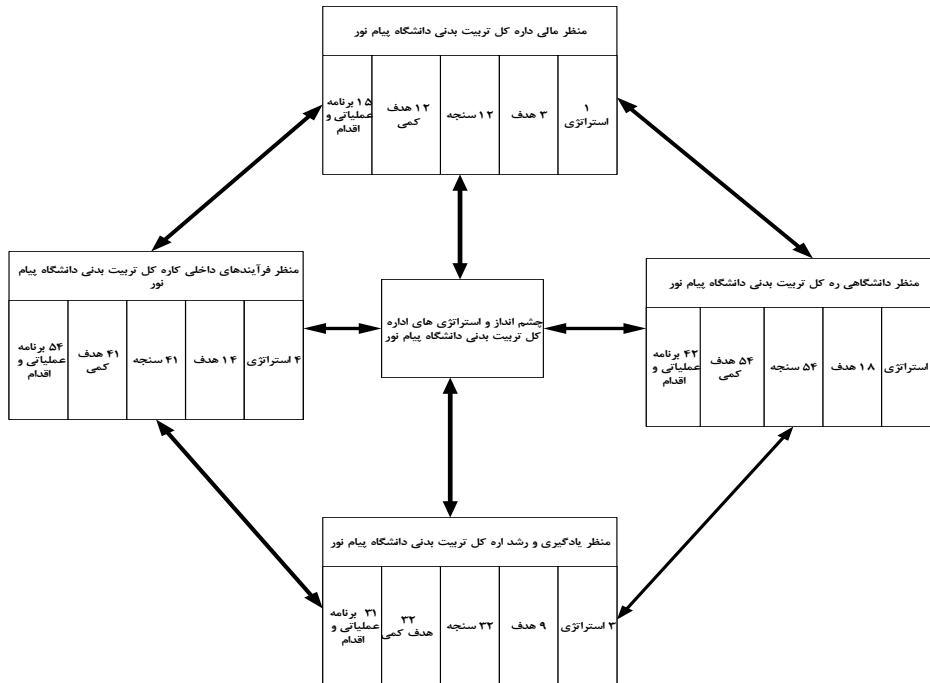 منظر مالی داره کل تربیت بدنی دانشگاه پیام نور
۱
استراتژی
۳ هدف
۱۲ سنجه
۱۲ هدف
کمی
۱۵ برنامه
عملیاتی و
اقدام
منظر دانشگاهی ره کل تربیت بدنی دانشگاه پیام نور
استراتژی
۱۸ هدف
۵۴ سنجه
۵۴ هدف
کمی
۴۲ برنامه
عملیاتی و
اقدام
چشم انداز و استراتژی های اداره
کل تربیت بدنی دانشگاه پیام نور
منظر فرآیندهای داخلی کاره کل تربیت بدنی دانشگاه پیام
نور
۴ استراتژی
۱۴ هدف
۴۱ سنجه
۴۱ هدف
کمی
۵۴ برنامه
عملیاتی و
اقدام
منظر یادگیری و رشد اره کل تربیت بدنی دانشگاه پیام نور
۳ استراتژی
۹ هدف
۳۲ سنجه
۳۲
هدف کمی
۳۱ برنامه
عملیاتی و
اقدام